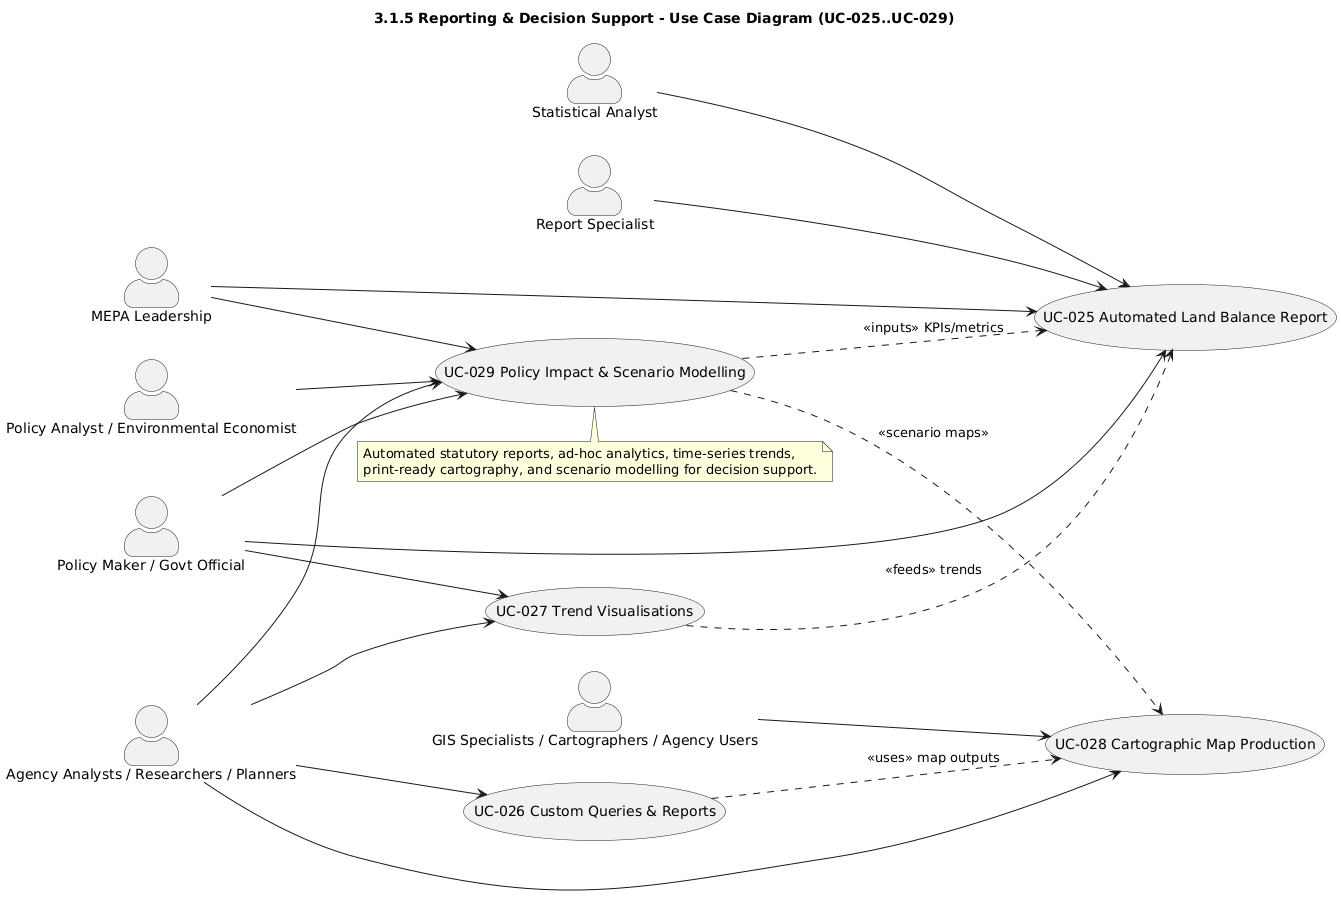 3.1.5 Reporting & Decision Support - Use Case Diagram (UC-025..UC-029)
Statistical Analyst
Report Specialist
MEPA Leadership
UC-025 Automated Land Balance Report
«inputs» KPIs/metrics
UC-029 Policy Impact & Scenario Modelling
Policy Analyst / Environmental Economist
«scenario maps»
Automated statutory reports, ad-hoc analytics, time-series trends,
print-ready cartography, and scenario modelling for decision support.
Policy Maker / Govt Official
«feeds» trends
UC-027 Trend Visualisations
GIS Specialists / Cartographers / Agency Users
UC-028 Cartographic Map Production
«uses» map outputs
Agency Analysts / Researchers / Planners
UC-026 Custom Queries & Reports